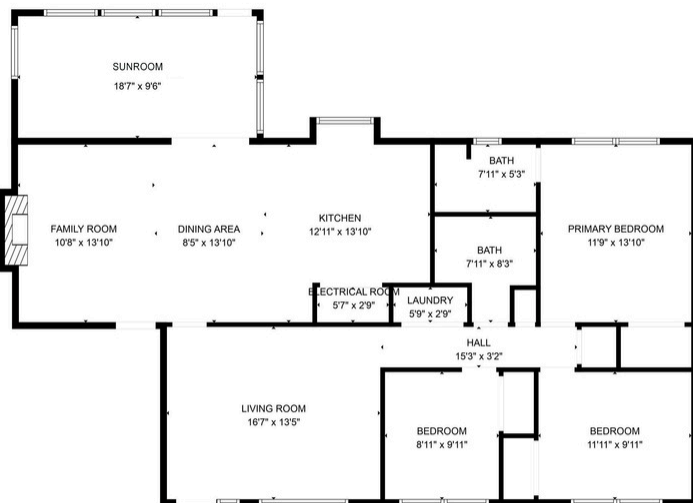 SUNROOM
18'7" x 9'6"
BATH
7'11" x 5'3"
FAMILY ROOM
10'8" x 13'10"
DINING AREA
8'5" x 13'10"
KITCHEN
12'11" x 13'10"
PRIMARY BEDROOM
11'9" x 13'10"
BATH
7'11" x 8'3"
ELECTRICAL ROOM
5'7" x 2'9"
LAUNDRY
5'9" x 2'9"
HALL
15'3" x 3'2"
LIVING ROOM
16'7" x 13'5"
BEDROOM
8'11" x 9'11"
BEDROOM
11'11" x 9'11"